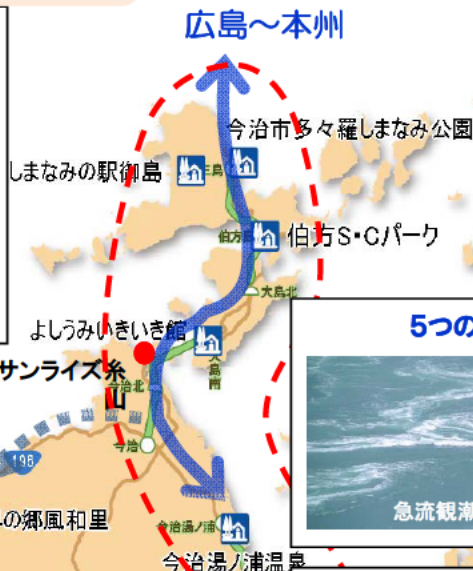 広島～本州
今治市多々羅しまなみ公園
しまなみの駅御島
伯方S・Cパーク
大島北
よしうみいきいき館
大島南
5つの
サンライズ糸山
今治北
今治
196
急流観潮
の郷風和里
今治湯ノ浦
今治湯ノ浦温泉